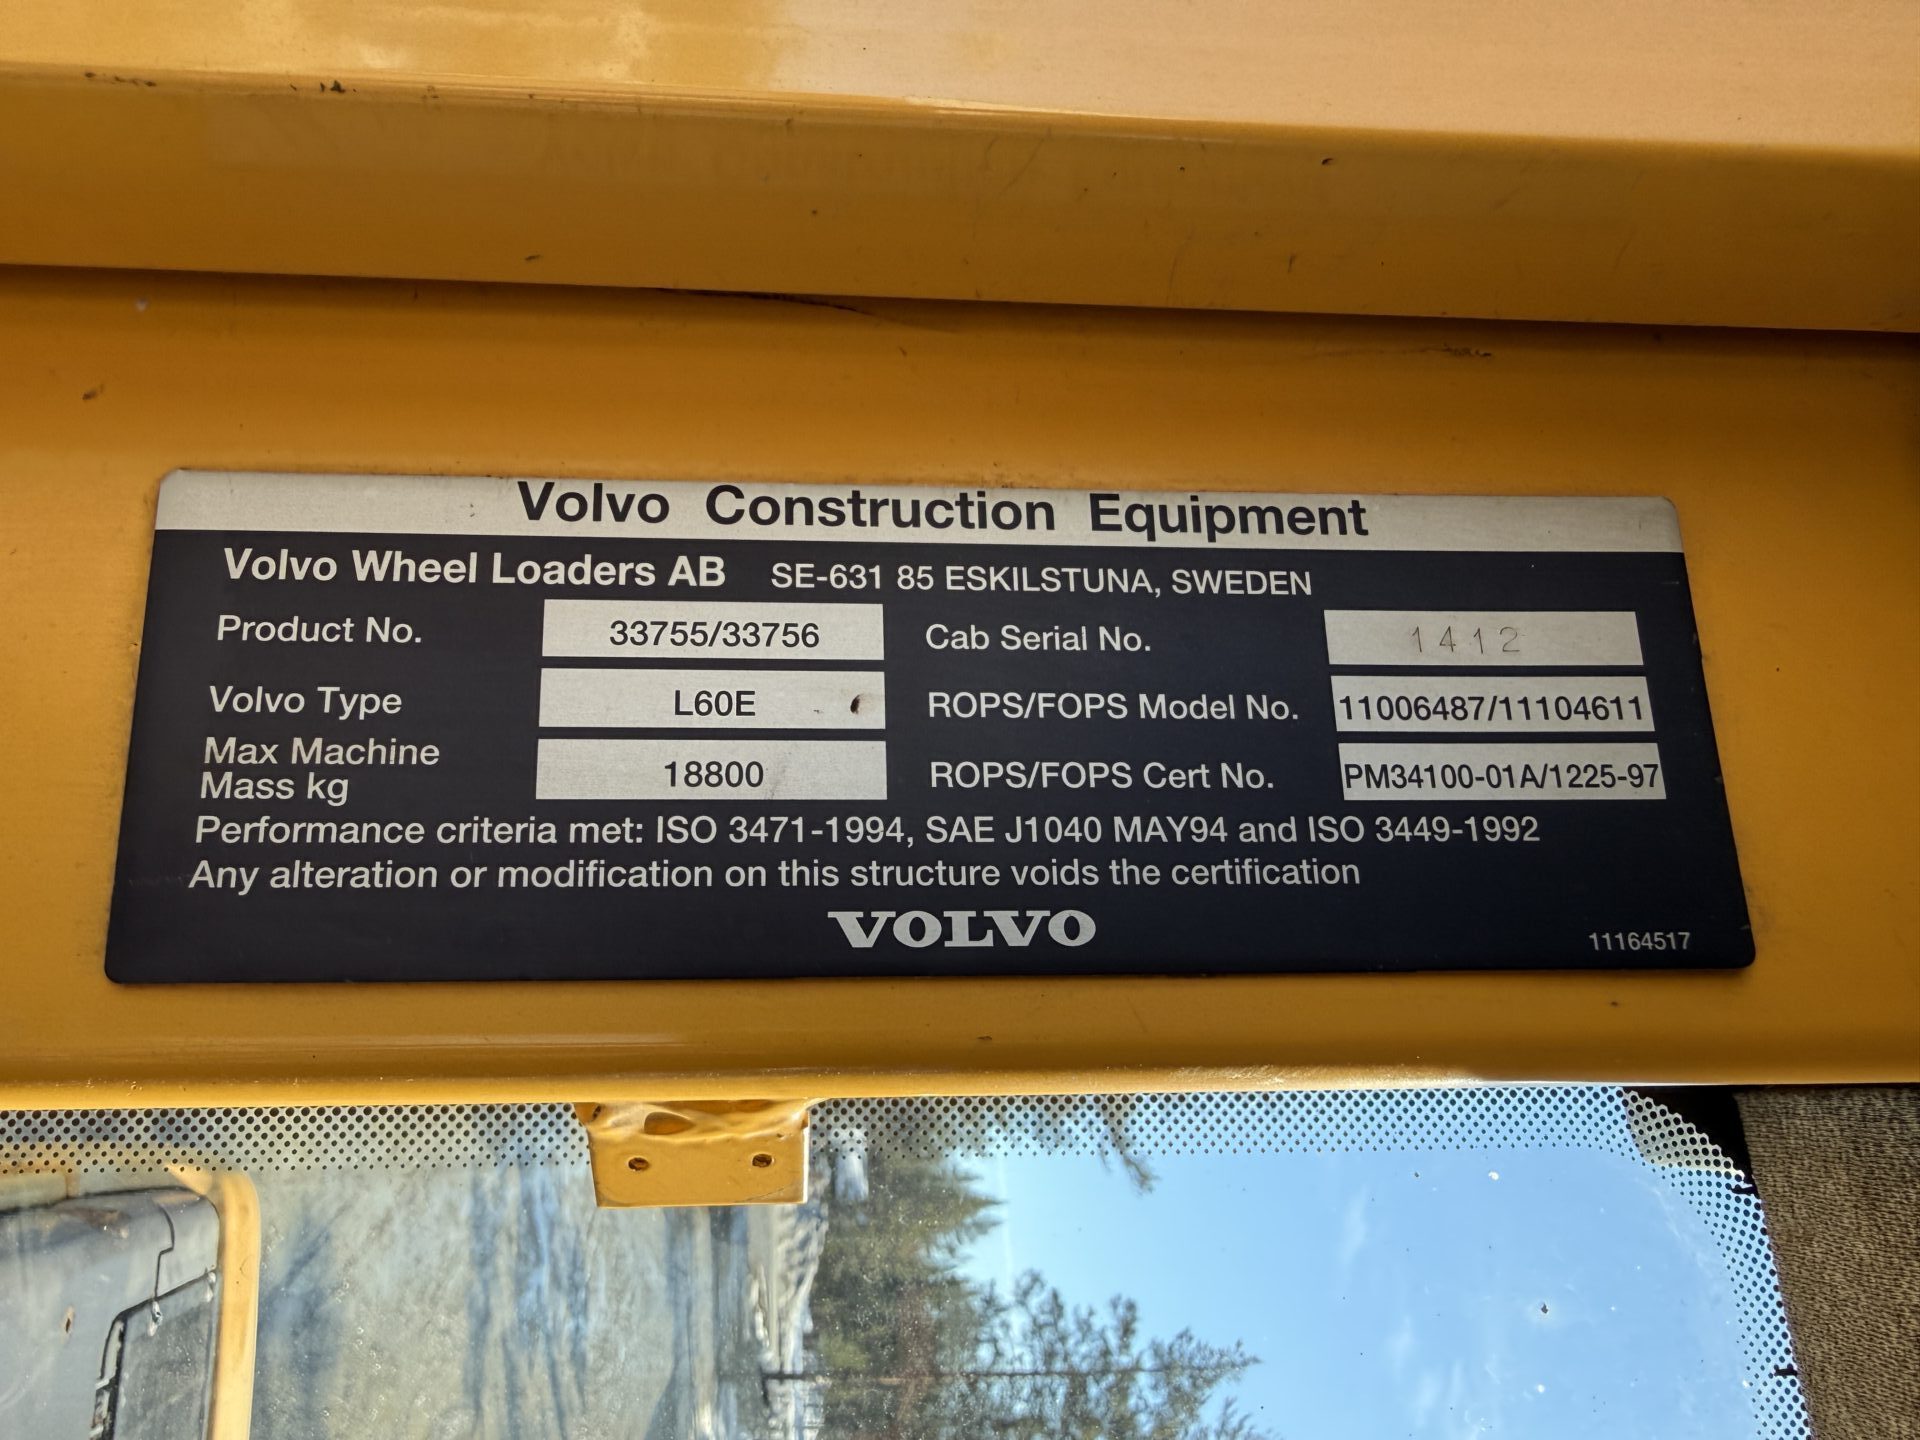 Volvo Construction Equipment
Volvo Wheel Loaders AB SE-631 85 ESKILSTUNA, SWEDEN
Product No. 33755/33756 Cab Serial No. 1412
Volvo Type L60E ROPS/FOPS Model No. 11006487/11104611
Max Machine
Mass kg 18800 ROPS/FOPS Cert No. PM34100-01A/1225-97
Performance criteria met: ISO 3471-1994, SAE J1040 MAY94 and ISO 3449-1992
Any alteration or modification on this structure voids the certification
VOLVO
11164517